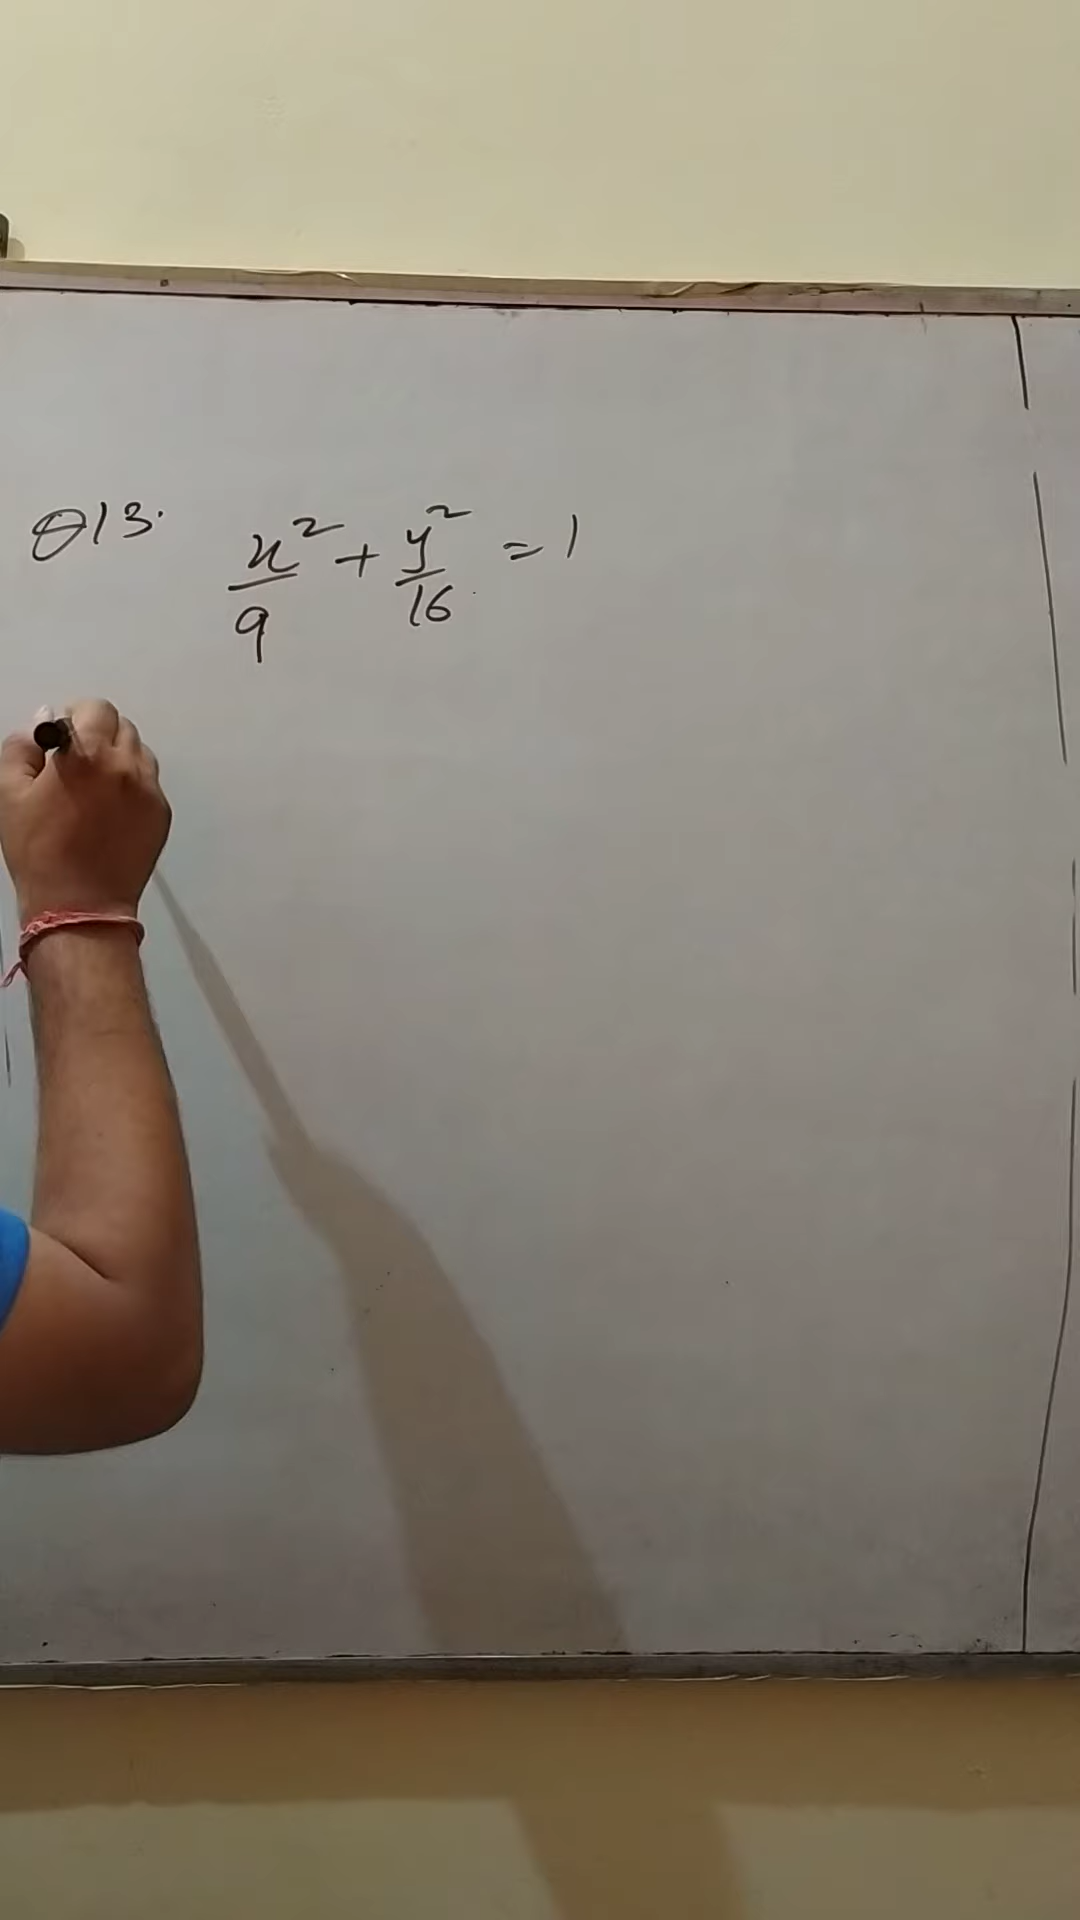 Q13. x²/9 + y²/16 = 1